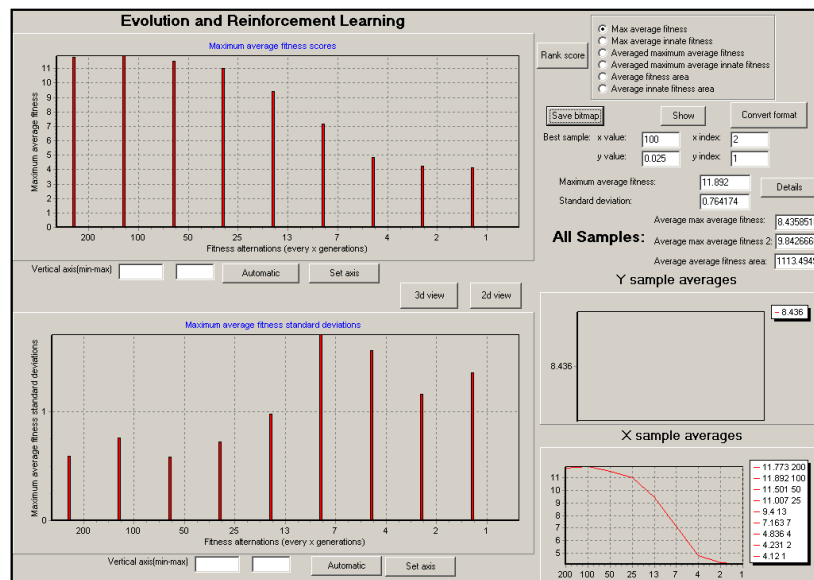 Evolution and Reinforcement Learning
Maximum average fitness scores
Maximum average fitness
11
10
9
8
7
6
5
4
3
2
1
0
200 100 50 25 13 7 4 2 1
Fitness alternations (every x generations)
Vertical axis(min-max) Automatic Set axis
3d view 2d view
Maximum average fitness standard deviations
Maximum average fitness standard deviations
1
0
200 100 50 25 13 7 4 2 1
Fitness alternations (every x generations)
Vertical axis(min-max) Automatic Set axis
Rank score
Max average fitness
Max average innate fitness
Averaged maximum average fitness
Averaged maximum average innate fitness
Average fitness area
Average innate fitness area
Save bitmap Show Convert format
Best sample: x value: 100 x index: 2
y value: 0.025 y index: 1
Maximum average fitness: 11.892
Standard deviation: 0.764174
Details
All Samples:
Average max average fitness: 8.435851
Average max average fitness 2: 9.842666
Average average fitness area: 1113.494
Y sample averages
8.436
8.436
X sample averages
11
10
9
8
7
6
5
200 100 50 25 13 7 4 2 1
11.773 200
11.892 100
11.501 50
11.007 25
9.4 13
7.163 7
4.836 4
4.231 2
4.12 1